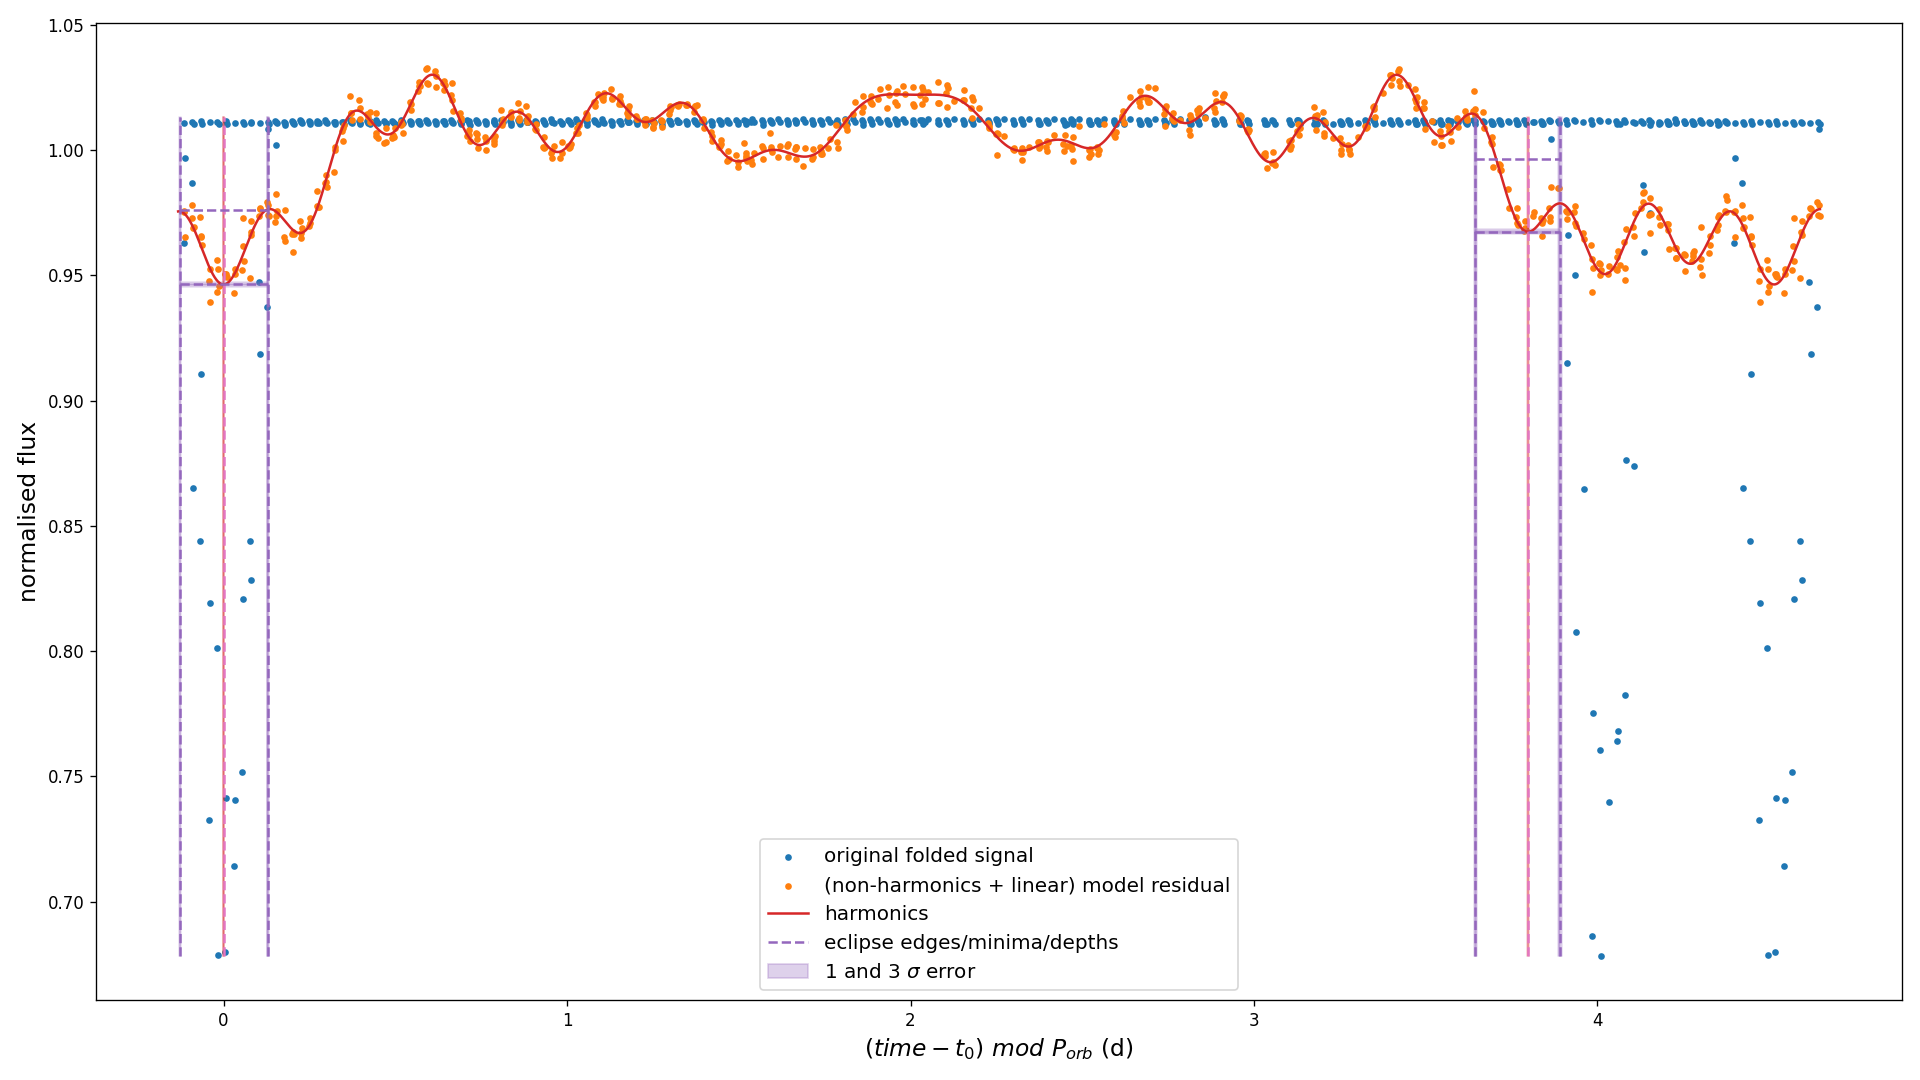 1.05
1.00
0.95
0.90
0.85
0.80
0.75
0.70
normalised flux
original folded signal
(non-harmonics + linear) model residual
harmonics
eclipse edges/minima/depths
1 and 3 σ error
0 1 2 3 4
(time − t₀) mod P_orb (d)